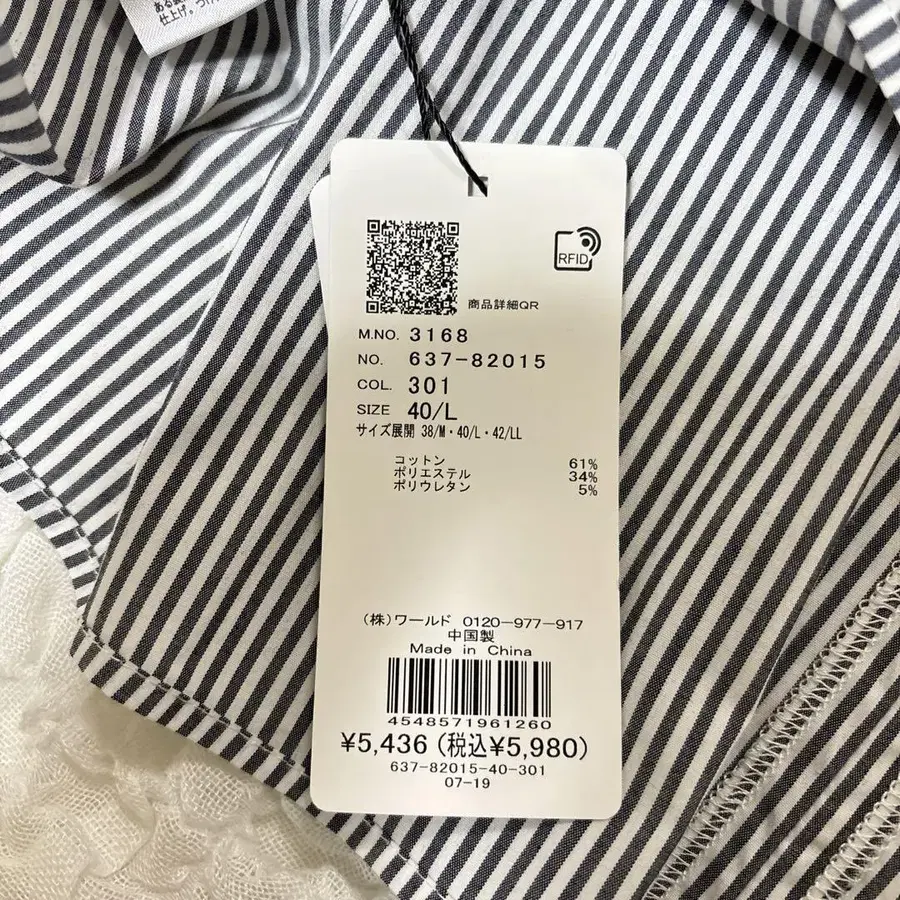 仕上げ、
商品詳細QR
RFID
M.NO. 3168
NO. 637-82015
COL. 301
SIZE 40/L
サイズ展開 38/M・40/L・42/LL
コットン 61%
ポリエステル 34%
ポリウレタン 5%
(株)ワールド 0120-977-917
中国製
Made in China
4548571961260
¥5,436(税込¥5,980)
637-82015-40-301
07-19